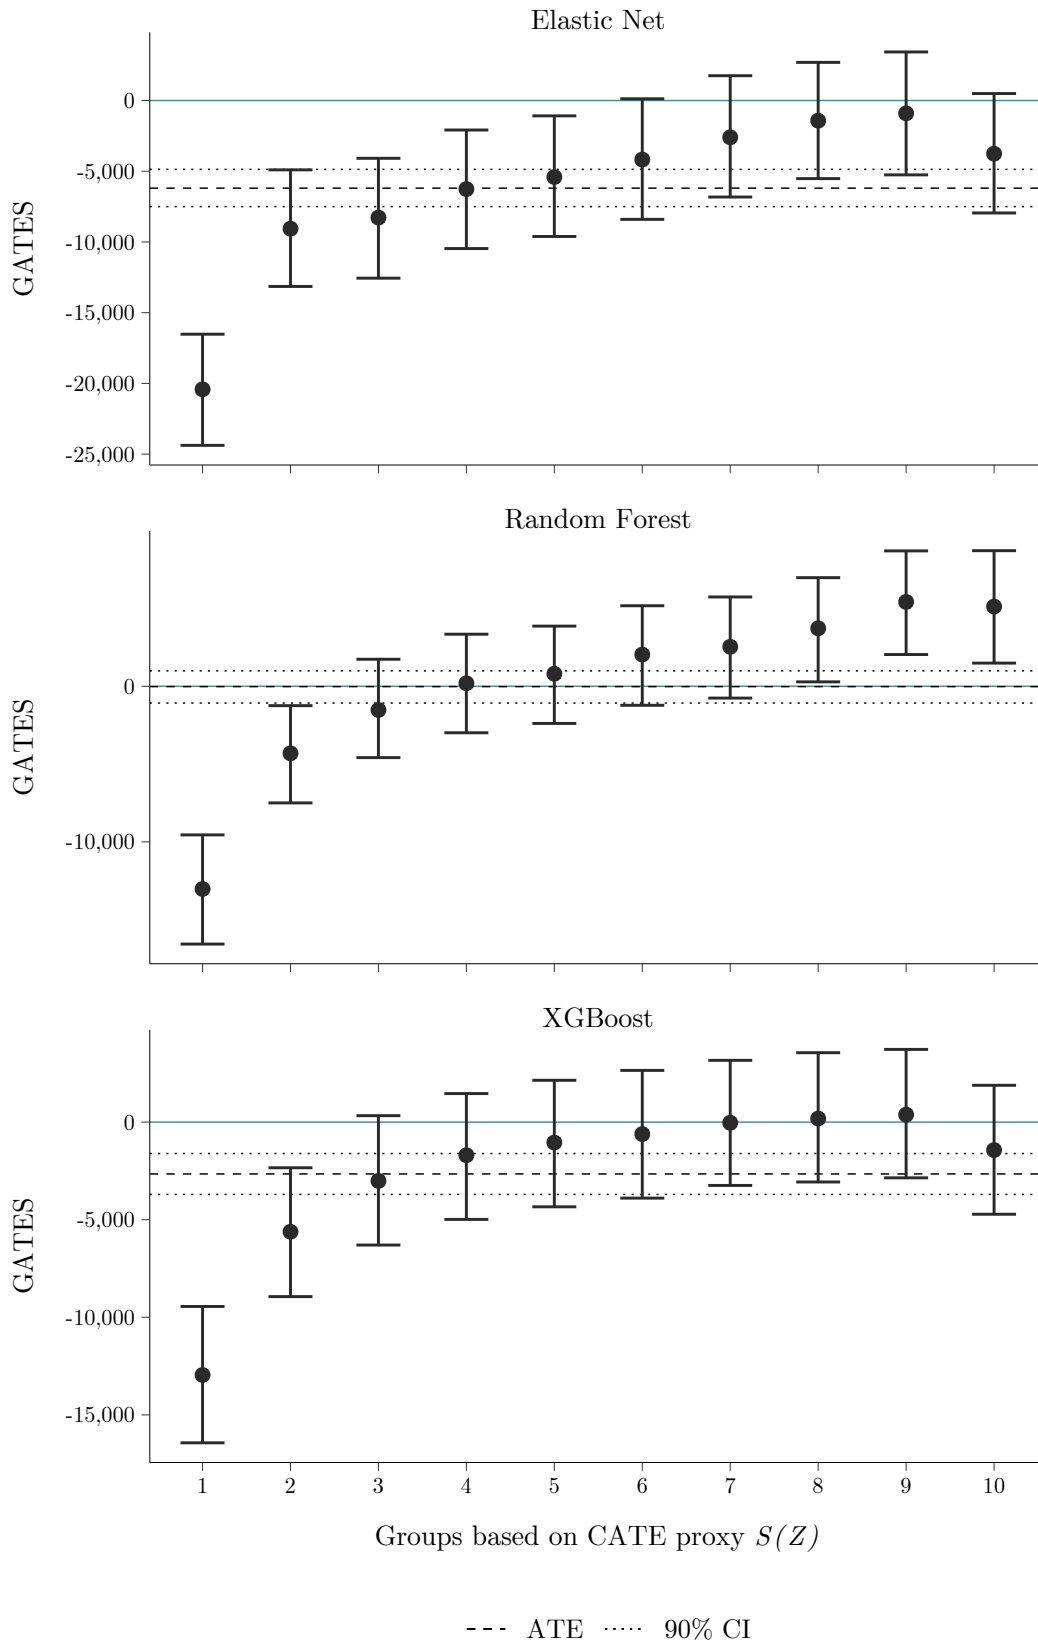 Elastic Net
GATES
0
-5,000
-10,000
-15,000
-20,000
-25,000
Random Forest
GATES
0
-10,000
XGBoost
GATES
0
-5,000
-10,000
-15,000
1 2 3 4 5 6 7 8 9 10
Groups based on CATE proxy S(Z)
ATE 90% CI